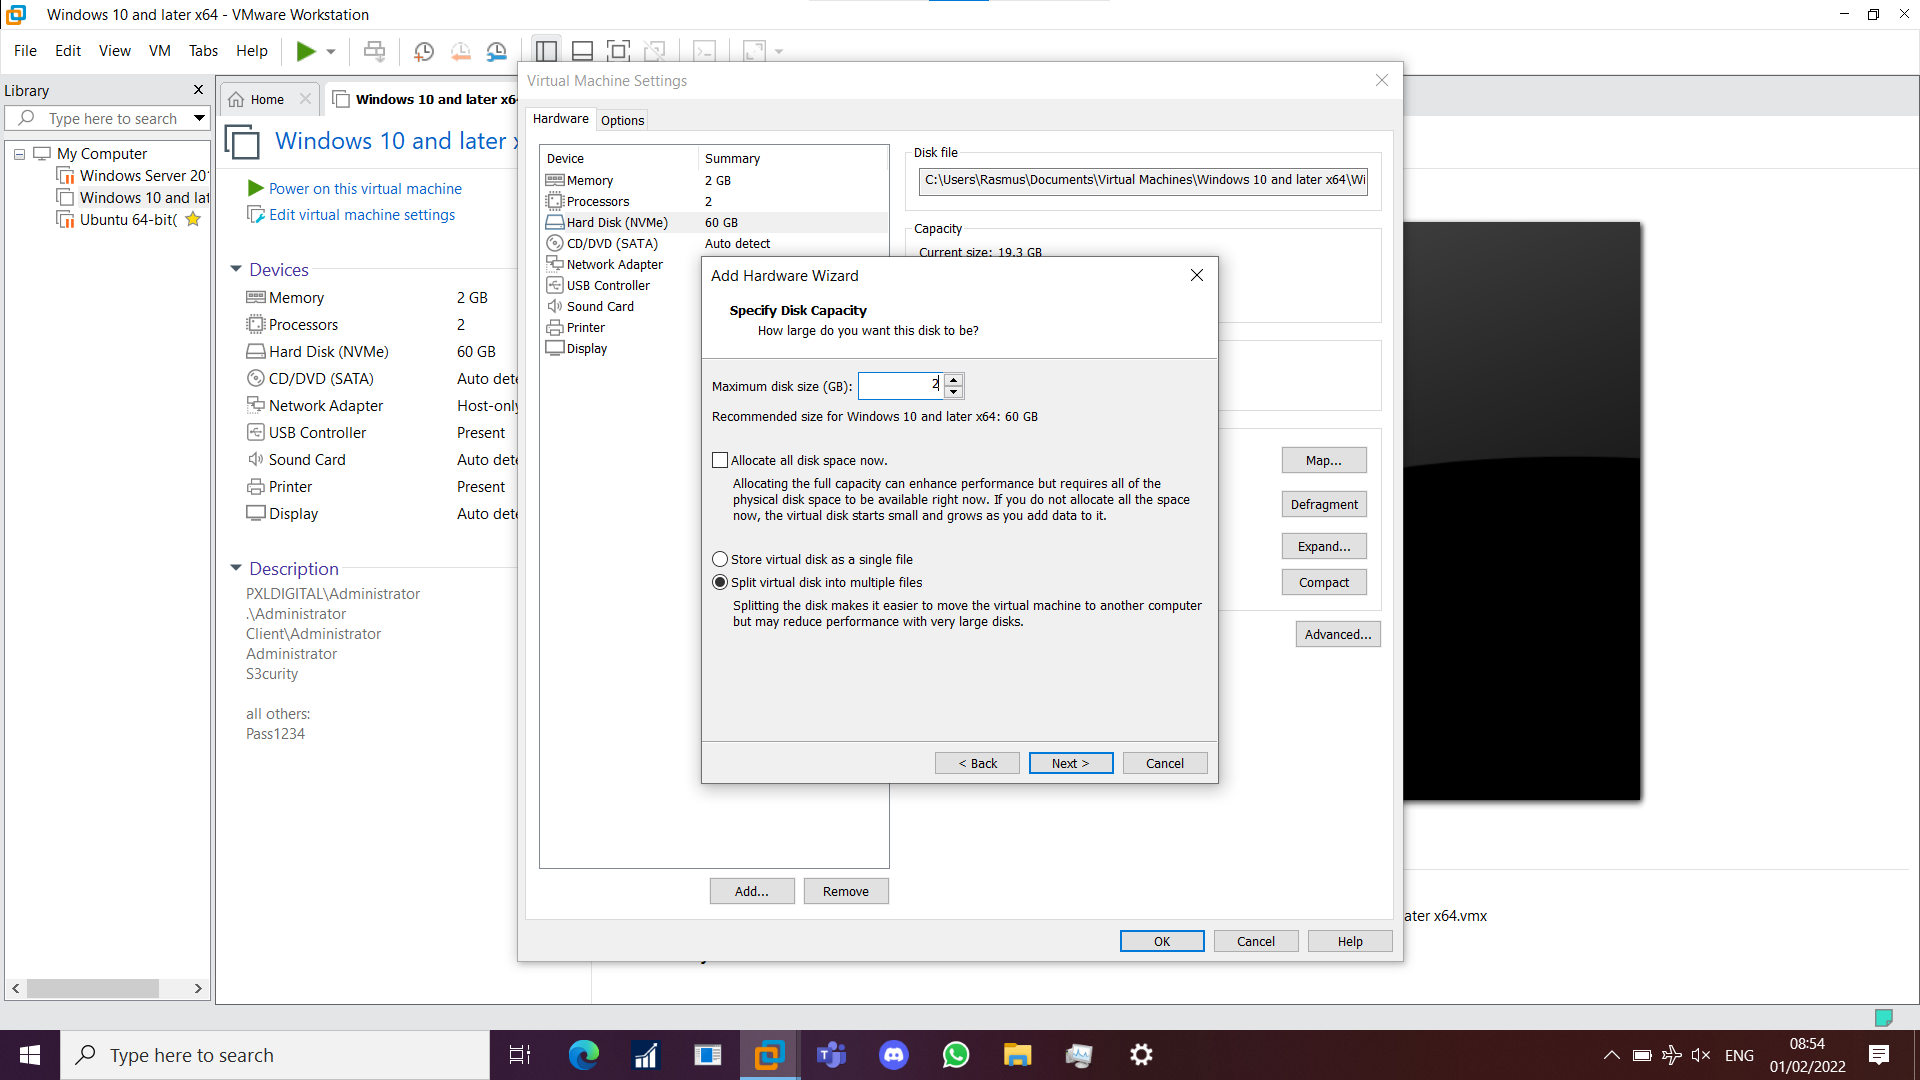 Windows 10 and later x64 - VMware Workstation
File Edit View VM Tabs Help
Library
Type here to search
My Computer
Windows Server 20
Windows 10 and lat
Ubuntu 64-bit(
Home
Windows 10 and later x6
Windows 10 and later
Power on this virtual machine
Edit virtual machine settings
Devices
Memory 2 GB
Processors 2
Hard Disk (NVMe) 60 GB
CD/DVD (SATA) Auto dete
Network Adapter Host-only
USB Controller Present
Sound Card Auto dete
Printer Present
Display Auto dete
Description
PXLDIGITAL\Administrator
.\Administrator
Client\Administrator
Administrator
S3curity
all others:
Pass1234
Virtual Machine Settings
Hardware Options
Device Summary
Memory 2 GB
Processors 2
Hard Disk (NVMe) 60 GB
CD/DVD (SATA) Auto detect
Network Adapter
USB Controller
Sound Card
Printer
Display
Add... Remove
Disk file
C:\Users\Rasmus\Documents\Virtual Machines\Windows 10 and later x64\Wi
Capacity
Current size: 19.3 GB
Map...
Defragment
Expand...
Compact
Advanced...
OK Cancel Help
Add Hardware Wizard
Specify Disk Capacity
How large do you want this disk to be?
Maximum disk size (GB): 2
Recommended size for Windows 10 and later x64: 60 GB
Allocate all disk space now.
Allocating the full capacity can enhance performance but requires all of the
physical disk space to be available right now. If you do not allocate all the space
now, the virtual disk starts small and grows as you add data to it.
Store virtual disk as a single file
Split virtual disk into multiple files
Splitting the disk makes it easier to move the virtual machine to another computer
but may reduce performance with very large disks.
< Back Next > Cancel
ater x64.vmx
Type here to search
ENG
08:54
01/02/2022